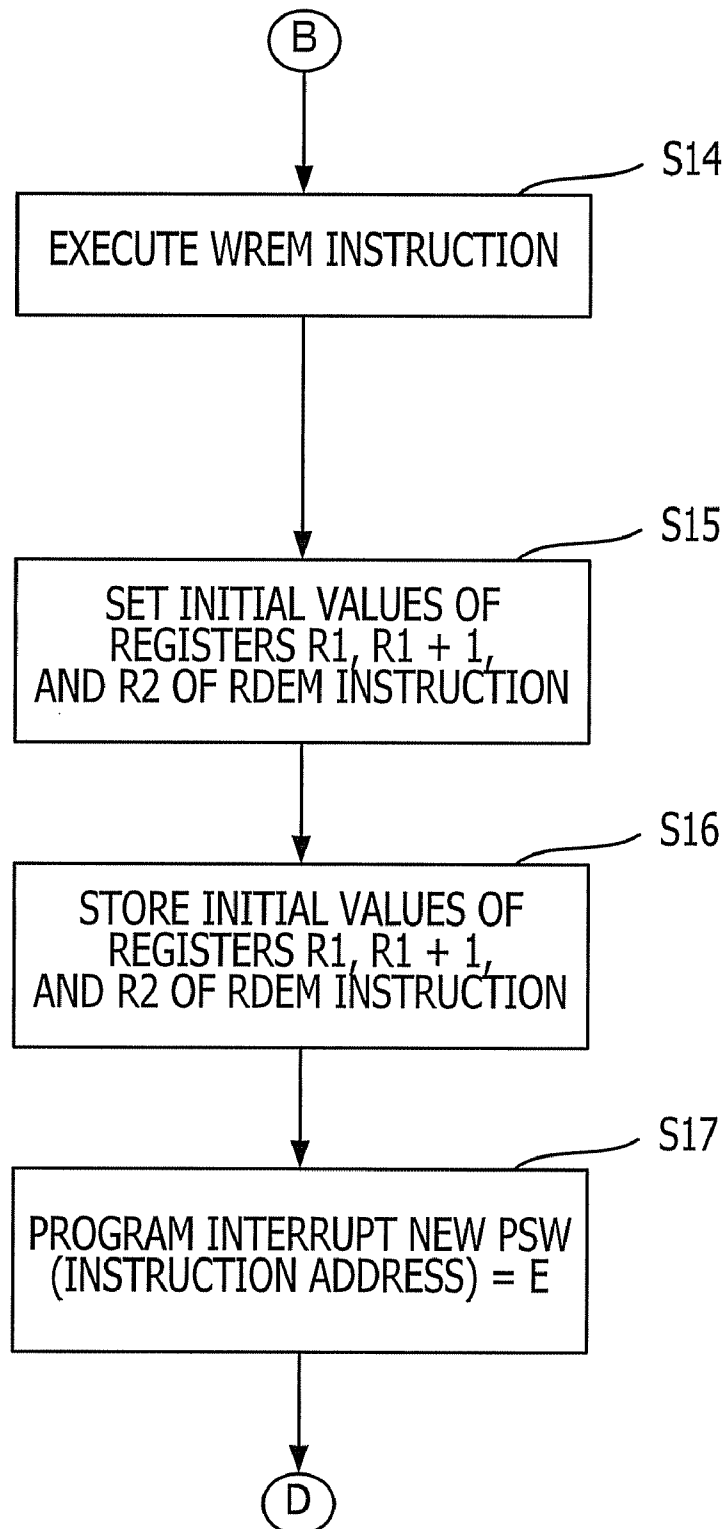 B
S14
EXECUTE WREM INSTRUCTION
S15
SET INITIAL VALUES OF
REGISTERS R1, R1 + 1,
AND R2 OF RDEM INSTRUCTION
S16
STORE INITIAL VALUES OF
REGISTERS R1, R1 + 1,
AND R2 OF RDEM INSTRUCTION
S17
PROGRAM INTERRUPT NEW PSW
(INSTRUCTION ADDRESS) = E
D